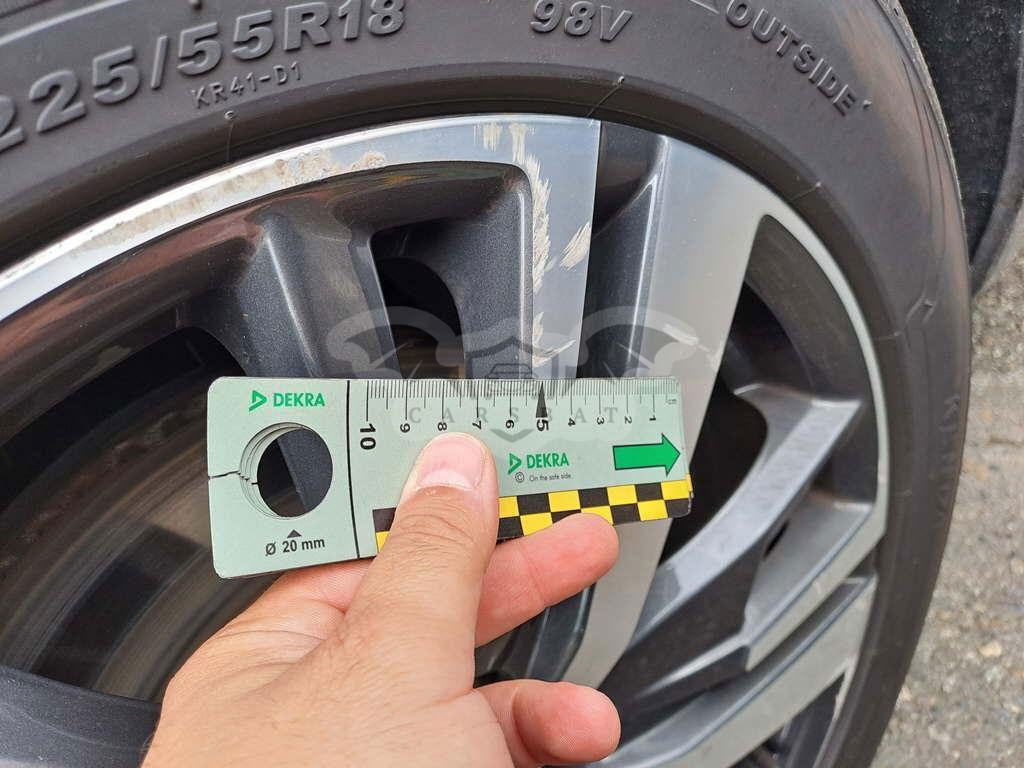 225/55R18 98V
OUTSIDE
KR41-D1
DEKRA
10 9 8 7 6 5 4 3 2 1 cm
CARSBAT
DEKRA
© On the safe side.
Ø 20 mm